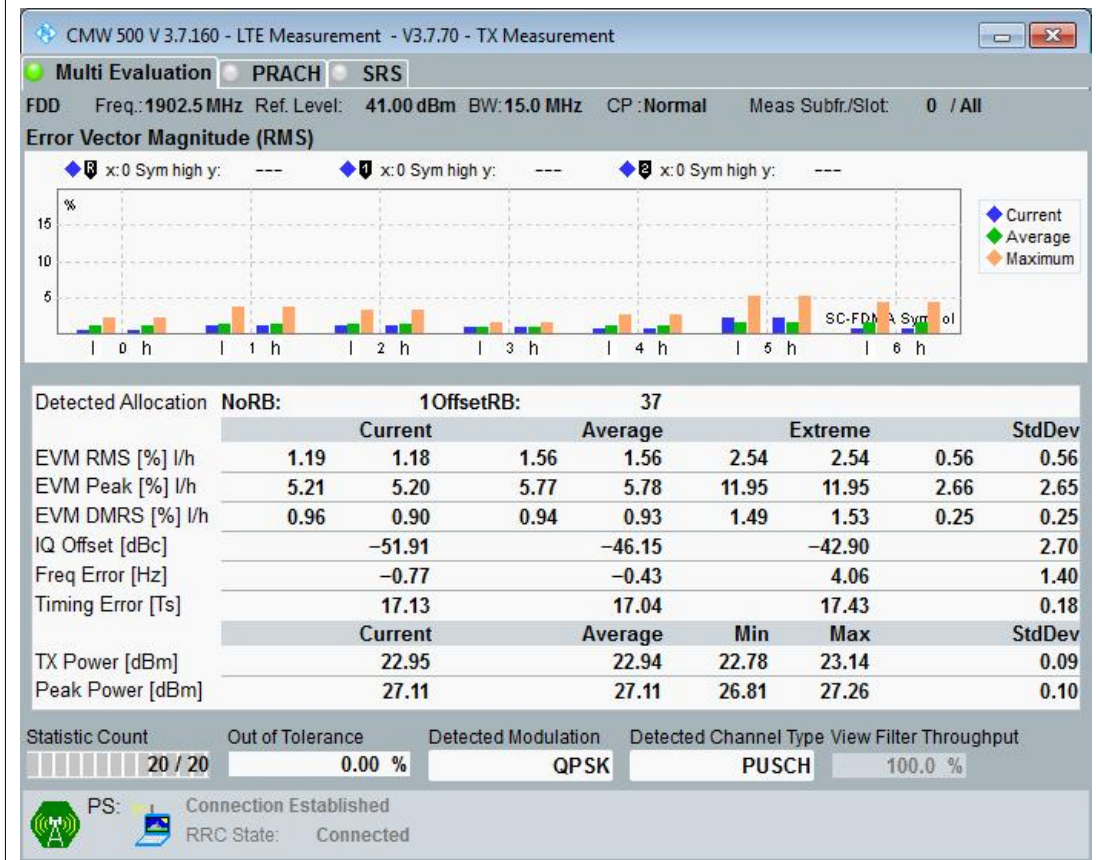 CMW 500 V 3.7.160 - LTE Measurement - V3.7.70 - TX Measurement
Multi Evaluation PRACH SRS
FDD Freq.: 1902.5 MHz Ref. Level: 41.00 dBm BW: 15.0 MHz CP : Normal Meas Subfr./Slot: 0 / All
Error Vector Magnitude (RMS)
R x: 0 Sym high y: --- 1 x: 0 Sym high y: --- 2 x: 0 Sym high y: ---
%
15
10
5
Current
Average
Maximum
SC-FDMA Symbol
l 0 h l 1 h l 2 h l 3 h l 4 h l 5 h l 6 h
Detected Allocation NoRB: 1 OffsetRB: 37
Current Average Extreme StdDev
EVM RMS [%] l/h 1.19 1.18 1.56 1.56 2.54 2.54 0.56 0.56
EVM Peak [%] l/h 5.21 5.20 5.77 5.78 11.95 11.95 2.66 2.65
EVM DMRS [%] l/h 0.96 0.90 0.94 0.93 1.49 1.53 0.25 0.25
IQ Offset [dBc] −51.91 −46.15 −42.90 2.70
Freq Error [Hz] −0.77 −0.43 4.06 1.40
Timing Error [Ts] 17.13 17.04 17.43 0.18
Current Average Min Max StdDev
TX Power [dBm] 22.95 22.94 22.78 23.14 0.09
Peak Power [dBm] 27.11 27.11 26.81 27.26 0.10
Statistic Count Out of Tolerance Detected Modulation Detected Channel Type View Filter Throughput
20 / 20 0.00 % QPSK PUSCH 100.0 %
PS: Connection Established
RRC State: Connected